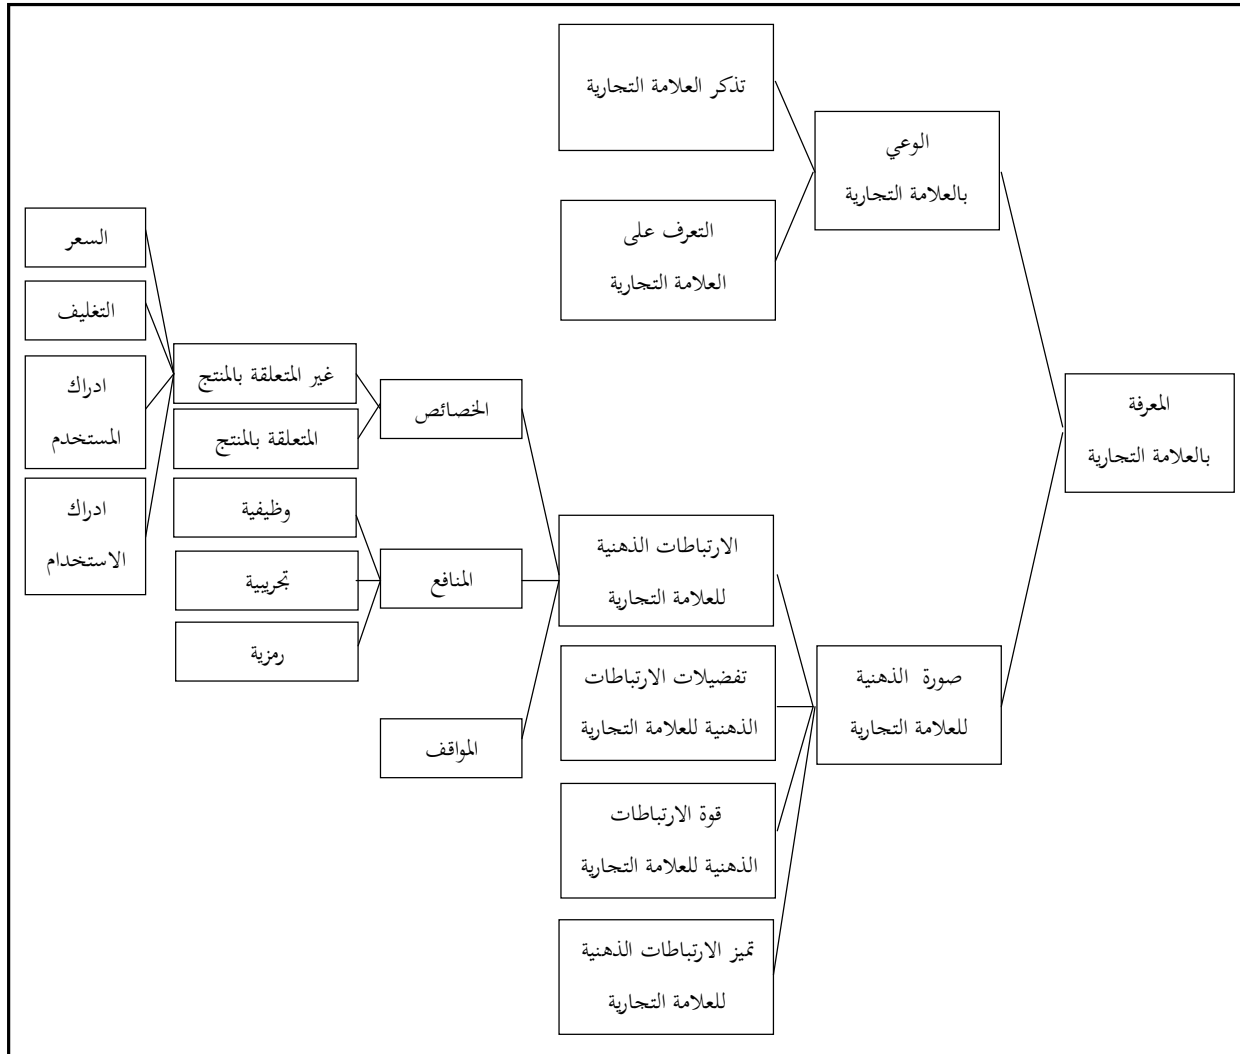 المعرفة
بالعلامة التجارية
الوعي
بالعلامة التجارية
تذكر العلامة التجارية
التعرف على
العلامة التجارية
صورة الذهنية
للعلامة التجارية
الارتباطات الذهنية
للعلامة التجارية
تفضيلات الارتباطات
الذهنية للعلامة التجارية
قوة الارتباطات
الذهنية للعلامة التجارية
تميز الارتباطات الذهنية
للعلامة التجارية
الخصائص
المنافع
المواقف
غير المتعلقة بالمنتج
المتعلقة بالمنتج
وظيفية
تجريبية
رمزية
السعر
التغليف
ادراك
المستخدم
ادراك
الاستخدام